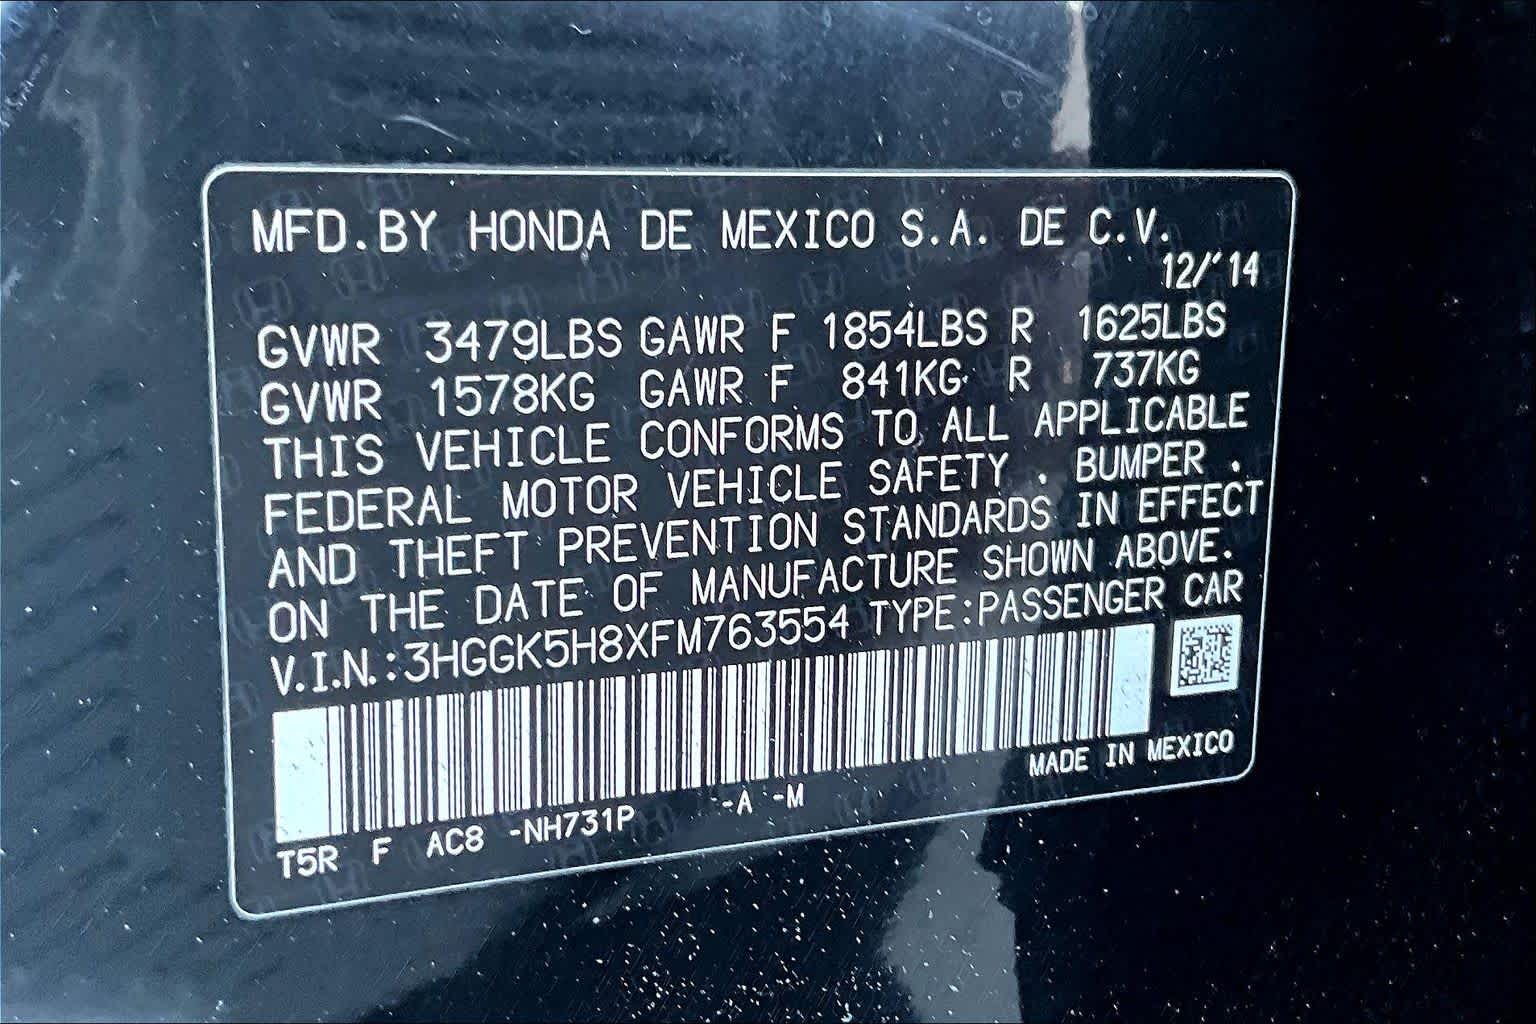 MFD.BY HONDA DE MEXICO S.A. DE C.V.
12/'14
GVWR 3479LBS GAWR F 1854LBS R 1625LBS
GVWR 1578KG GAWR F 841KG R 737KG
THIS VEHICLE CONFORMS TO ALL APPLICABLE
FEDERAL MOTOR VEHICLE SAFETY . BUMPER .
AND THEFT PREVENTION STANDARDS IN EFFECT
ON THE DATE OF MANUFACTURE SHOWN ABOVE.
V.I.N.:3HGGK5H8XFM763554 TYPE:PASSENGER CAR
MADE IN MEXICO
T5R F AC8 -NH731P -A -M